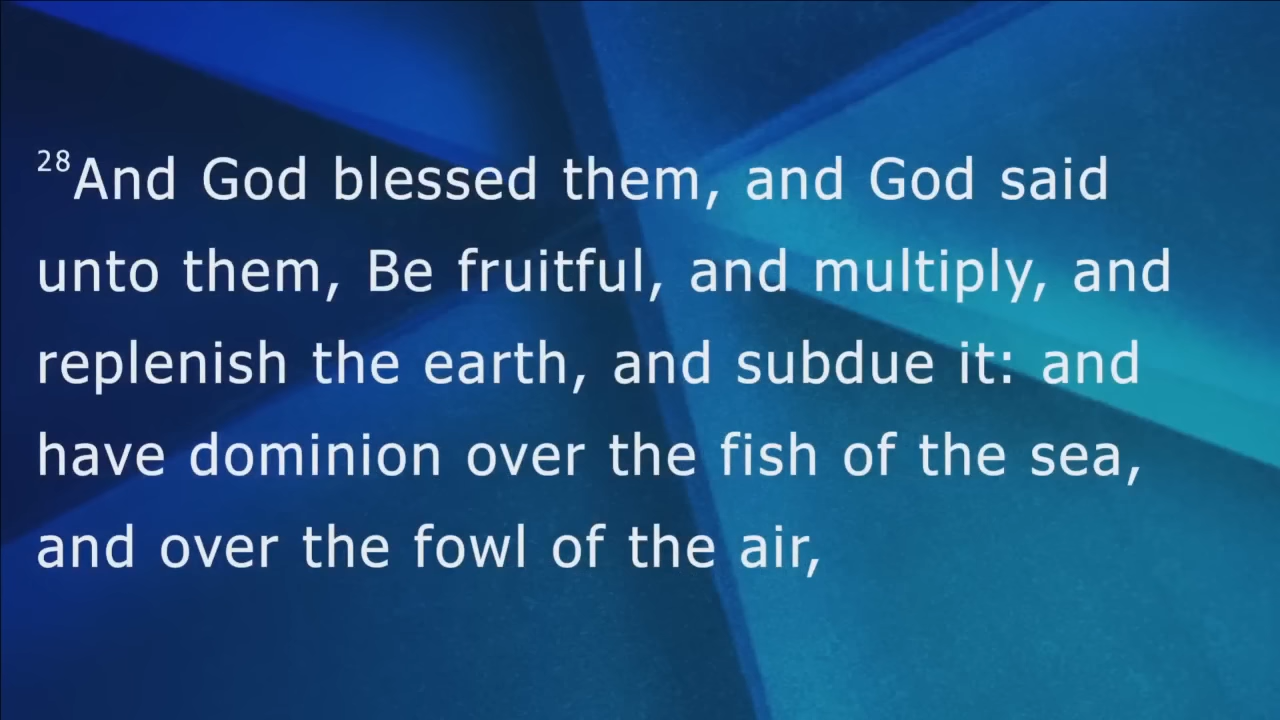 28And God blessed them, and God said
unto them, Be fruitful, and multiply, and
replenish the earth, and subdue it: and
have dominion over the fish of the sea,
and over the fowl of the air,